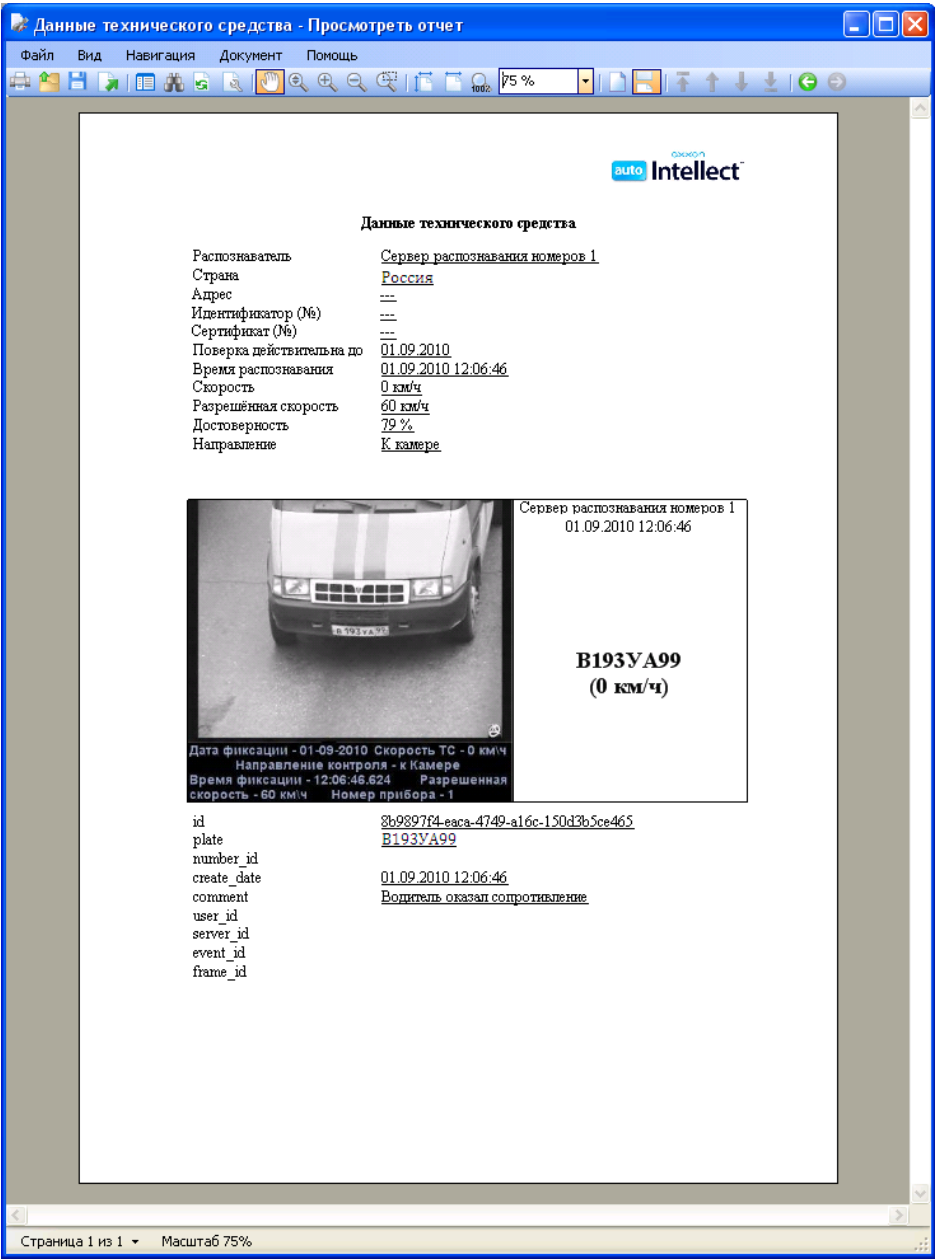 Данные технического средства - Просмотреть отчет
Файл Вид Навигация Документ Помощь
100% 75 %
axxon
auto Intellect™
Данные технического средства
Распознаватель Сервер распознавания номеров 1
Страна Россия
Адрес ---
Идентификатор (№) ---
Сертификат (№) ---
Поверка действительна до 01.09.2010
Время распознавания 01.09.2010 12:06:46
Скорость 0 км/ч
Разрешённая скорость 60 км/ч
Достоверность 79 %
Направление К камере
Сервер распознавания номеров 1
01.09.2010 12:06:46
В 193 УА 99
В193УА99
(0 км/ч)
Дата фиксации - 01-09-2010 Скорость ТС - 0 км\ч
Направление контроля - к Камере
Время фиксации - 12:06:46.624 Разрешенная
скорость - 60 км\ч Номер прибора - 1
id 8b9897f4-eaca-4749-a16c-150d3b5ce465
plate В193УА99
number_id
create_date 01.09.2010 12:06:46
comment Водитель оказал сопротивление
user_id
server_id
event_id
frame_id
Страница 1 из 1 Масштаб 75%